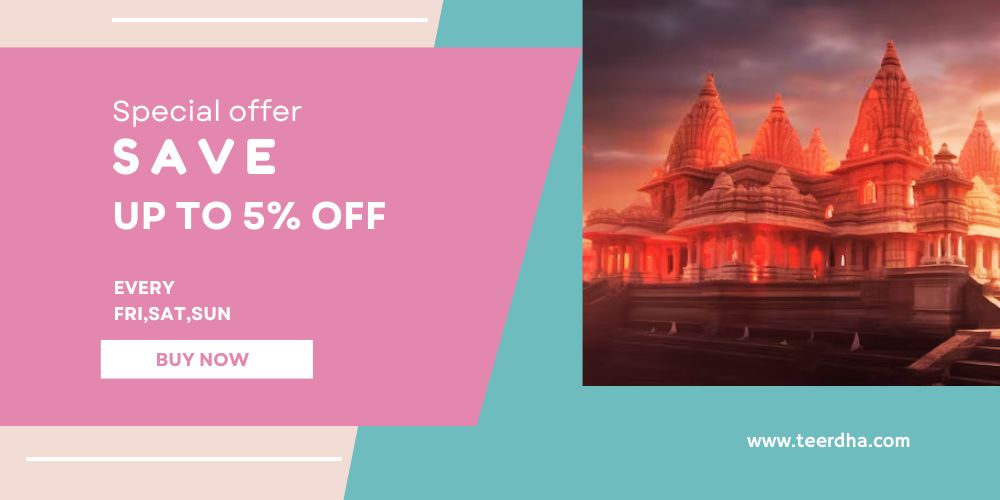 Special offer
SAVE
UP TO 5% OFF
EVERY
FRI,SAT,SUN
BUY NOW
www.teerdha.com